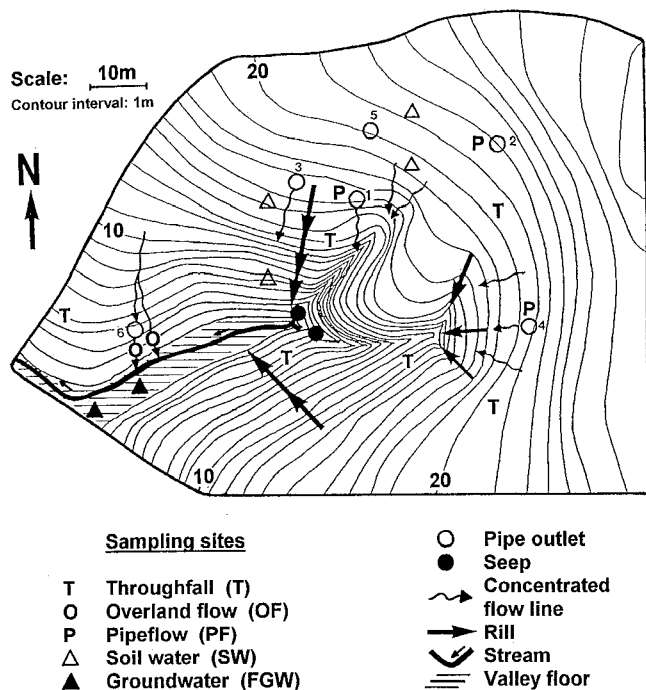 20
Scale: 10m
Contour interval: 1m
5
P 2
N
3
P 1
T
T
10
T
6
O O
P 4
T
T
T
10
20
Sampling sites
T Throughfall (T)
O Overland flow (OF)
P Pipeflow (PF)
Soil water (SW)
Groundwater (FGW)
Pipe outlet
Seep
Concentrated
flow line
Rill
Stream
Valley floor